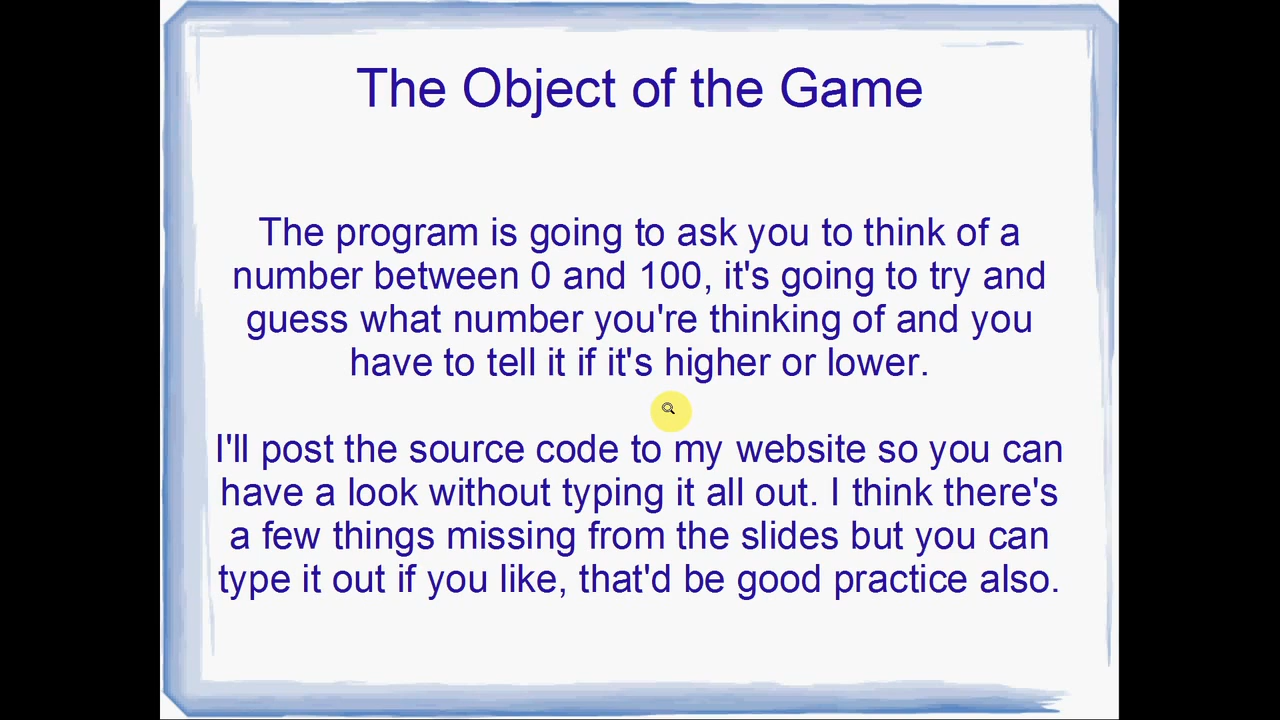 The Object of the Game
The program is going to ask you to think of a
number between 0 and 100, it's going to try and
guess what number you're thinking of and you
have to tell it if it's higher or lower.
I'll post the source code to my website so you can
have a look without typing it all out. I think there's
a few things missing from the slides but you can
type it out if you like, that'd be good practice also.